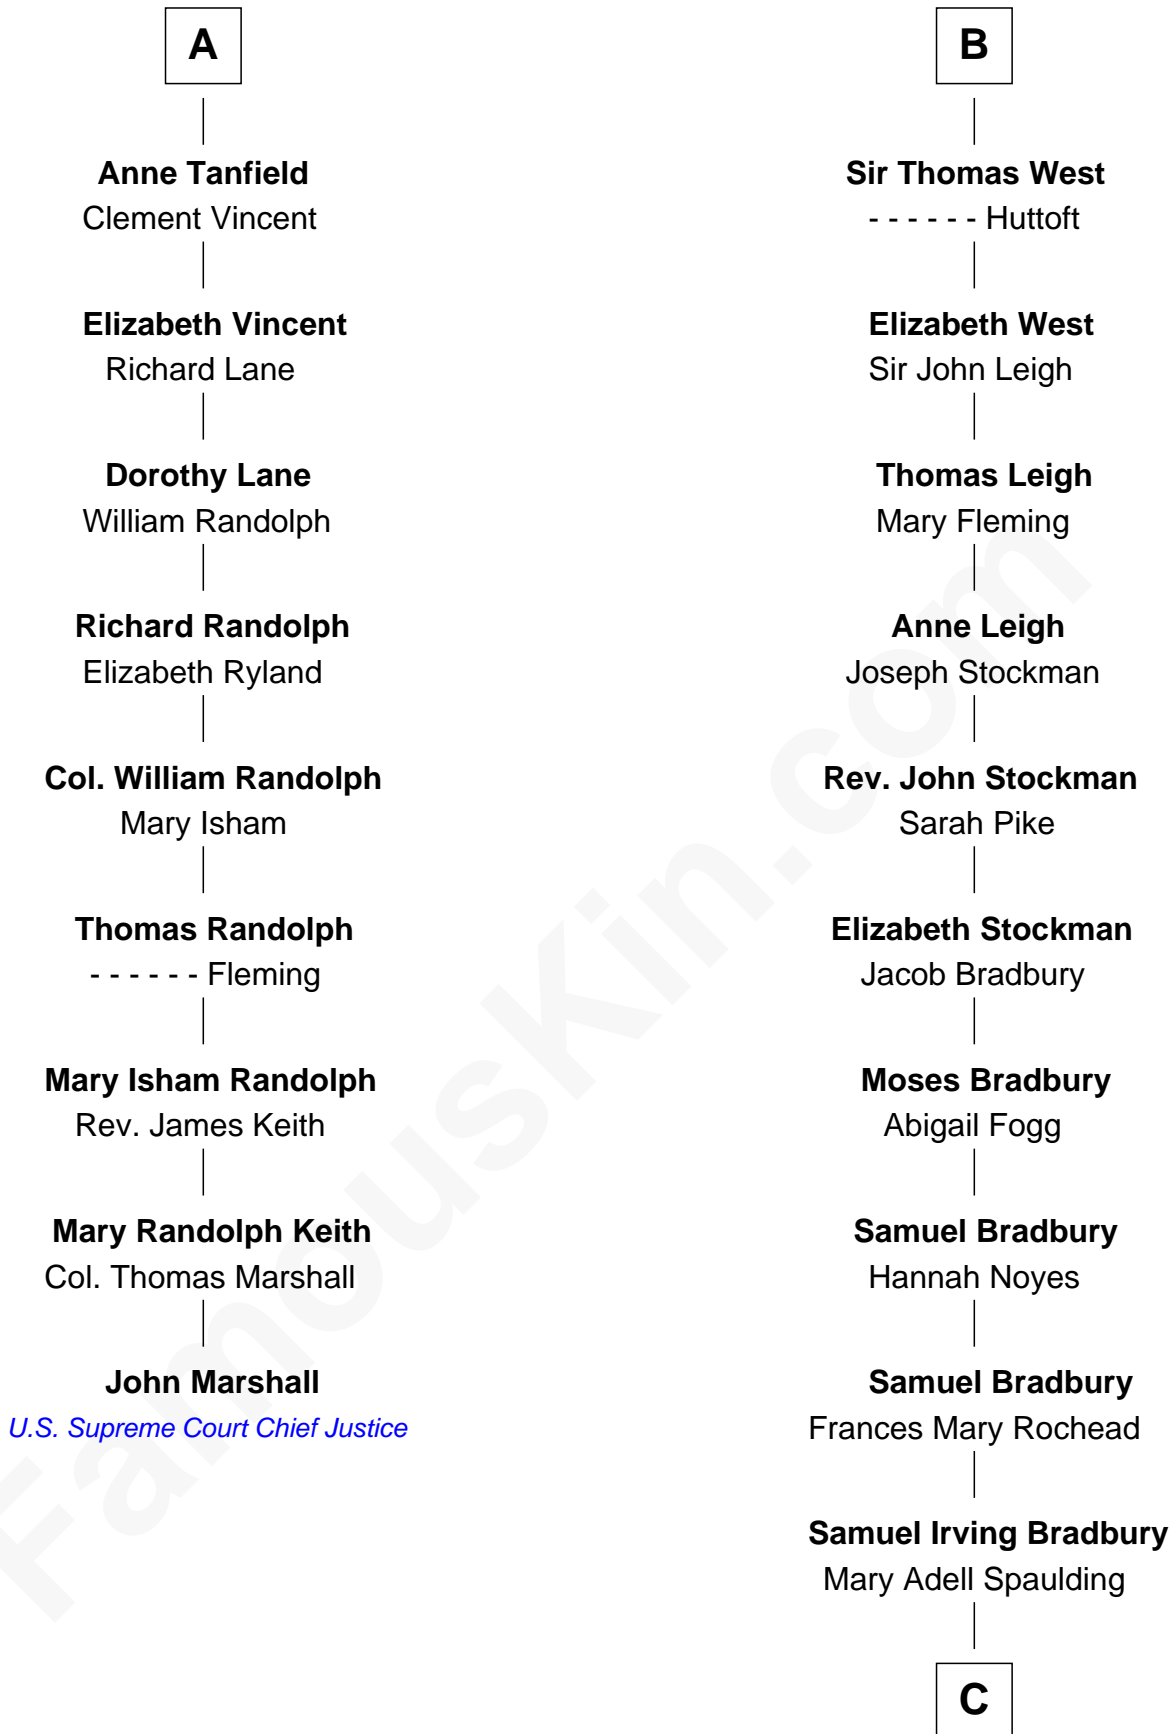 A
Anne Tanfield
Clement Vincent
Elizabeth Vincent
Richard Lane
Dorothy Lane
William Randolph
Richard Randolph
Elizabeth Ryland
Col. William Randolph
Mary Isham
Thomas Randolph
- - - - - - Fleming
Mary Isham Randolph
Rev. James Keith
Mary Randolph Keith
Col. Thomas Marshall
John Marshall
U.S. Supreme Court Chief Justice
B
Sir Thomas West
- - - - - - Huttoft
Elizabeth West
Sir John Leigh
Thomas Leigh
Mary Fleming
Anne Leigh
Joseph Stockman
Rev. John Stockman
Sarah Pike
Elizabeth Stockman
Jacob Bradbury
Moses Bradbury
Abigail Fogg
Samuel Bradbury
Hannah Noyes
Samuel Bradbury
Frances Mary Rochead
Samuel Irving Bradbury
Mary Adell Spaulding
C
FamousKin.com